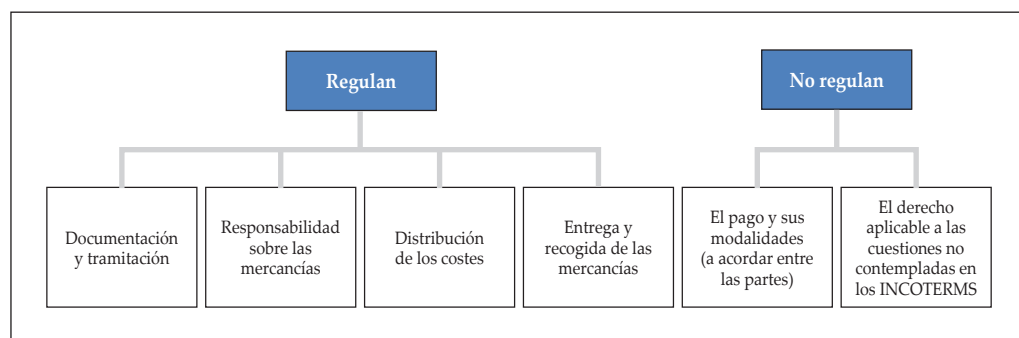 Regulan
No regulan
Documentación
y tramitación
Responsabilidad
sobre las
mercancías
Distribución
de los costes
Entrega y
recogida de las
mercancías
El pago y sus
modalidades
(a acordar entre
las partes)
El derecho
aplicable a las
cuestiones no
contempladas en
los INCOTERMS